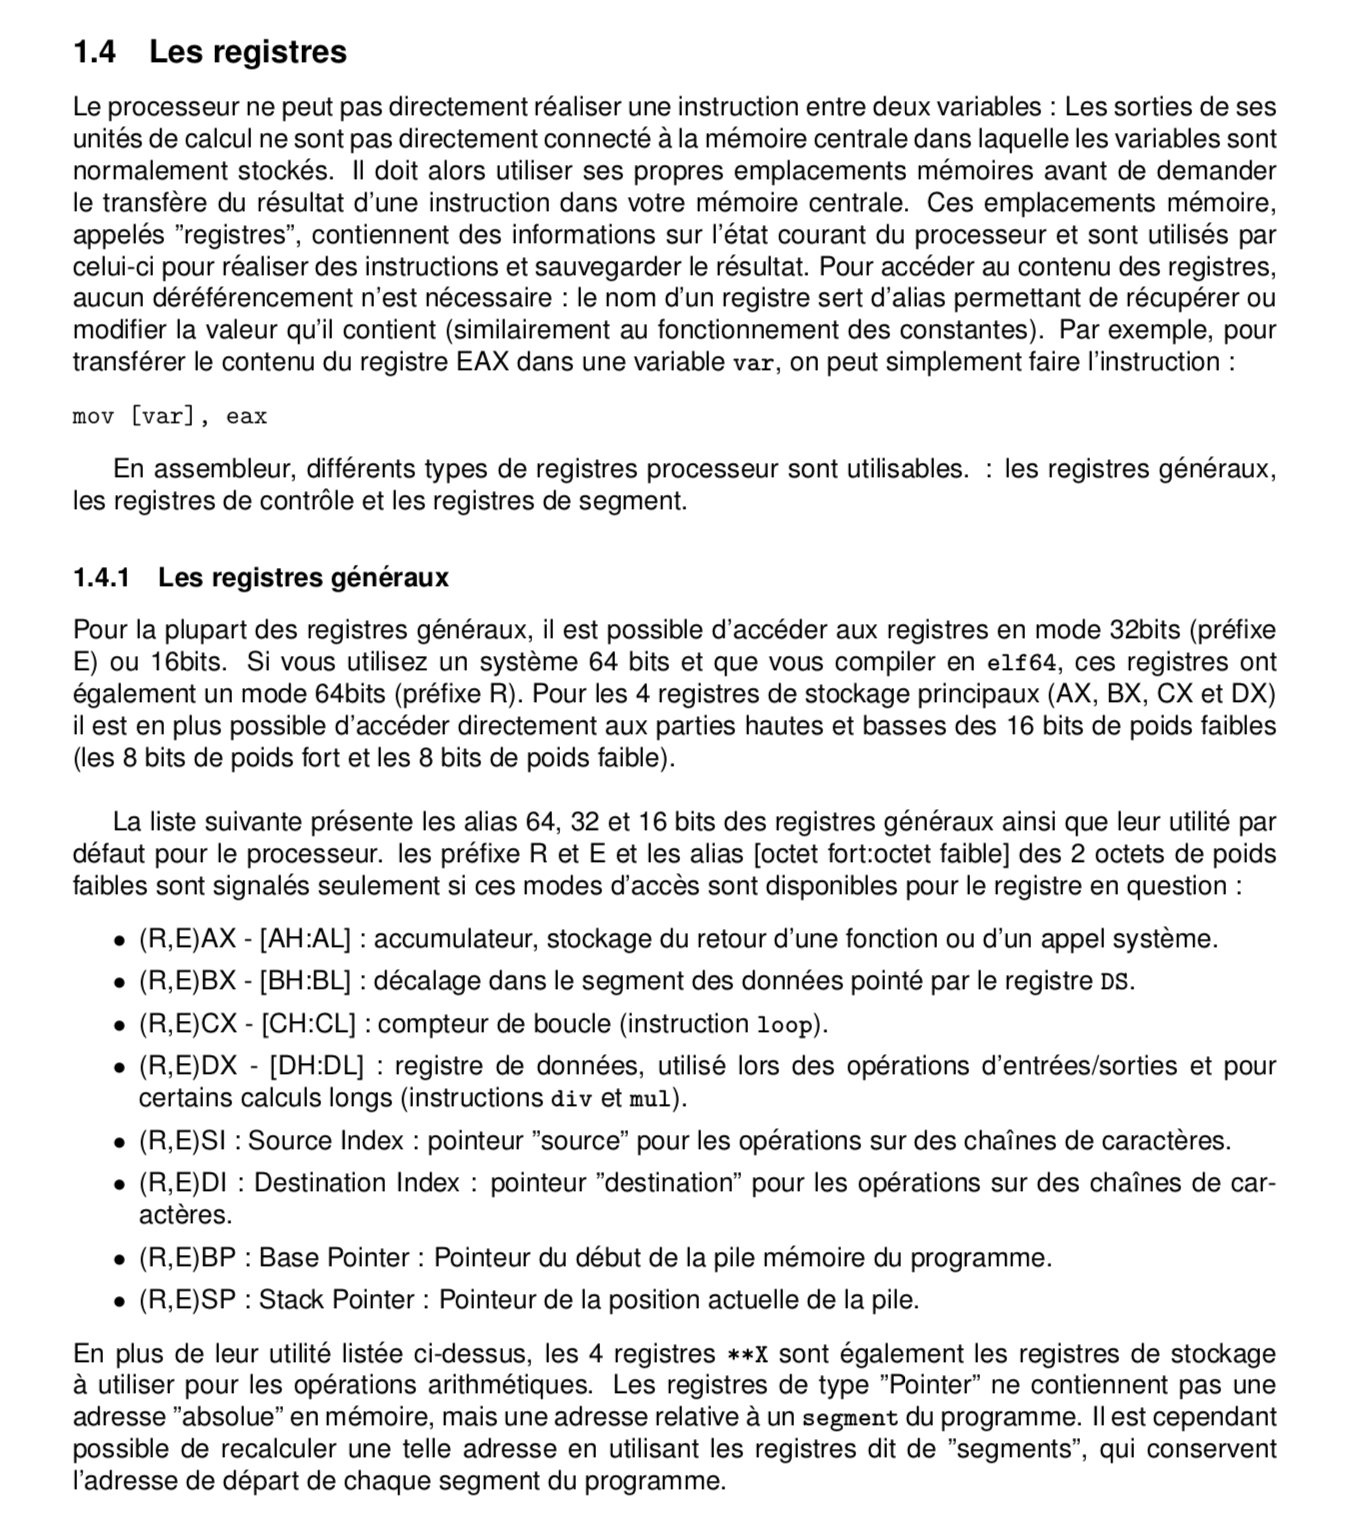 1.4 Les registres
Le processeur ne peut pas directement réaliser une instruction entre deux variables : Les sorties de ses
unités de calcul ne sont pas directement connecté à la mémoire centrale dans laquelle les variables sont
normalement stockés. Il doit alors utiliser ses propres emplacements mémoires avant de demander
le transfère du résultat d'une instruction dans votre mémoire centrale. Ces emplacements mémoire,
appelés "registres", contiennent des informations sur l'état courant du processeur et sont utilisés par
celui-ci pour réaliser des instructions et sauvegarder le résultat. Pour accéder au contenu des registres,
aucun déréférencement n'est nécessaire : le nom d'un registre sert d'alias permettant de récupérer ou
modifier la valeur qu'il contient (similairement au fonctionnement des constantes). Par exemple, pour
transférer le contenu du registre EAX dans une variable var, on peut simplement faire l'instruction :
mov [var], eax
En assembleur, différents types de registres processeur sont utilisables. : les registres généraux,
les registres de contrôle et les registres de segment.
1.4.1 Les registres généraux
Pour la plupart des registres généraux, il est possible d'accéder aux registres en mode 32bits (préfixe
E) ou 16bits. Si vous utilisez un système 64 bits et que vous compiler en elf64, ces registres ont
également un mode 64bits (préfixe R). Pour les 4 registres de stockage principaux (AX, BX, CX et DX)
il est en plus possible d'accéder directement aux parties hautes et basses des 16 bits de poids faibles
(les 8 bits de poids fort et les 8 bits de poids faible).
La liste suivante présente les alias 64, 32 et 16 bits des registres généraux ainsi que leur utilité par
défaut pour le processeur. les préfixe R et E et les alias [octet fort:octet faible] des 2 octets de poids
faibles sont signalés seulement si ces modes d'accès sont disponibles pour le registre en question :
• (R,E)AX - [AH:AL] : accumulateur, stockage du retour d'une fonction ou d'un appel système.
• (R,E)BX - [BH:BL] : décalage dans le segment des données pointé par le registre DS.
• (R,E)CX - [CH:CL] : compteur de boucle (instruction loop).
• (R,E)DX - [DH:DL] : registre de données, utilisé lors des opérations d'entrées/sorties et pour
certains calculs longs (instructions div et mul).
• (R,E)SI : Source Index : pointeur "source" pour les opérations sur des chaînes de caractères.
• (R,E)DI : Destination Index : pointeur "destination" pour les opérations sur des chaînes de car-
actères.
• (R,E)BP : Base Pointer : Pointeur du début de la pile mémoire du programme.
• (R,E)SP : Stack Pointer : Pointeur de la position actuelle de la pile.
En plus de leur utilité listée ci-dessus, les 4 registres **X sont également les registres de stockage
à utiliser pour les opérations arithmétiques. Les registres de type "Pointer" ne contiennent pas une
adresse "absolue" en mémoire, mais une adresse relative à un segment du programme. Il est cependant
possible de recalculer une telle adresse en utilisant les registres dit de "segments", qui conservent
l'adresse de départ de chaque segment du programme.